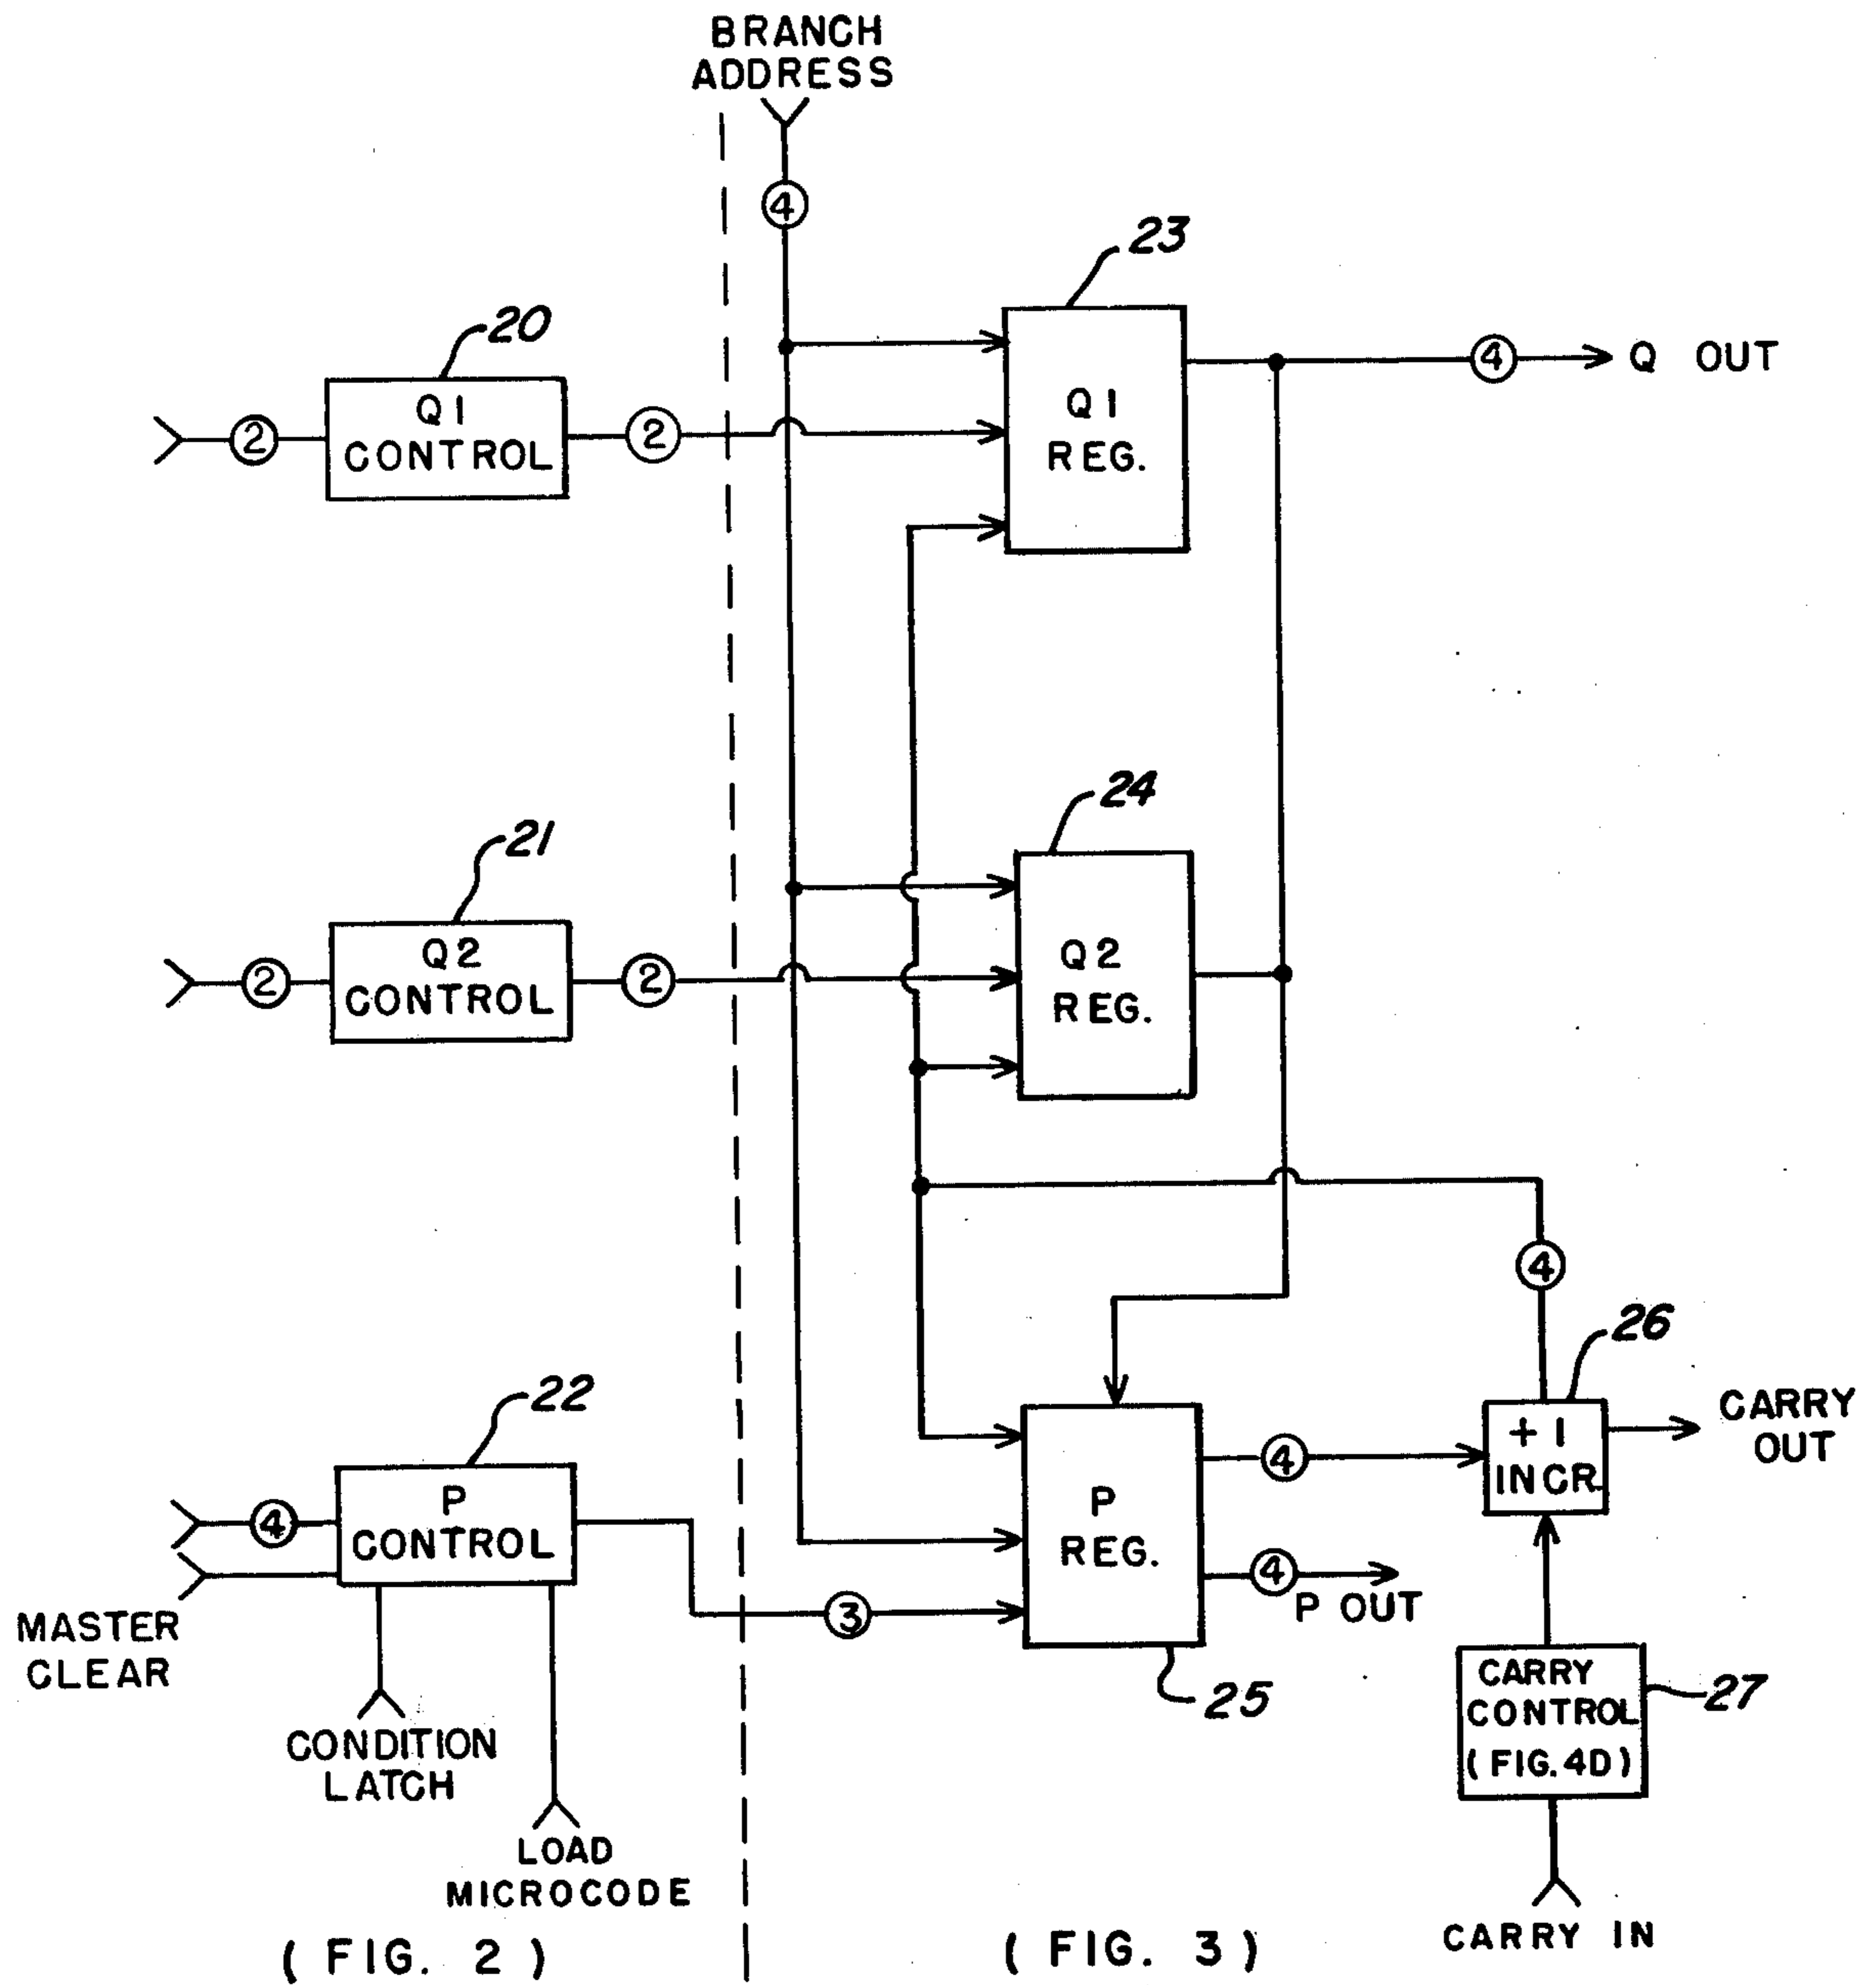 BRANCH
ADDRESS
4
23
20
Q1
CONTROL
2
2
Q1
REG.
4
Q OUT
24
21
Q2
CONTROL
2
2
Q2
REG.
4
26
22
P
CONTROL
4
MASTER
CLEAR
CONDITION
LATCH
LOAD
MICROCODE
3
P
REG.
4
4
P OUT
25
+1
INCR.
CARRY
OUT
CARRY
CONTROL
(FIG. 4D)
27
CARRY IN
( FIG. 2 )
( FIG. 3 )